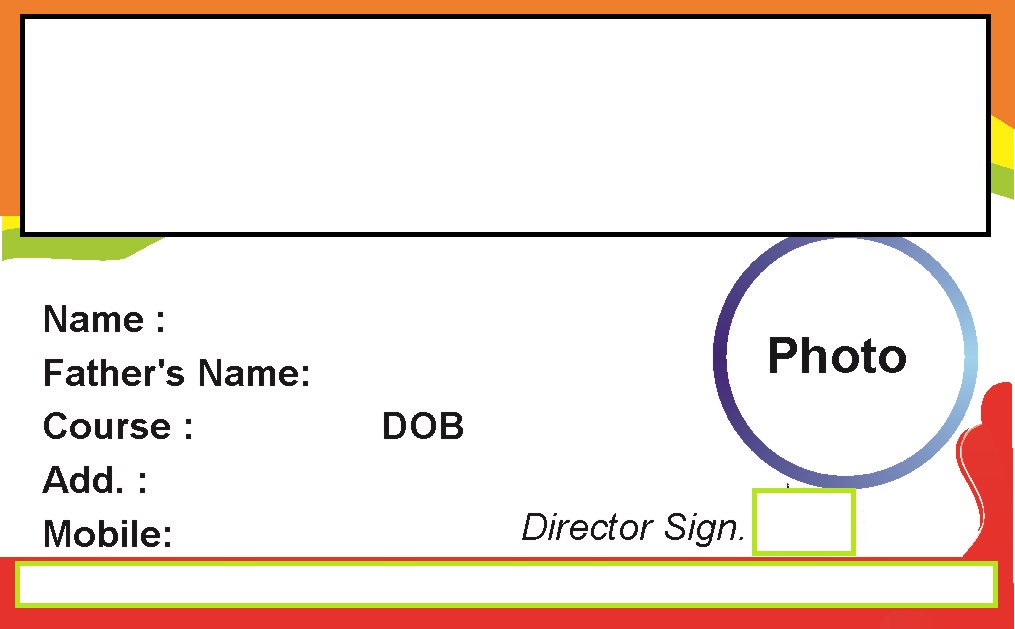 Name :
Father's Name:
Photo
Course : DOB
Add. :
Mobile:
Director Sign.